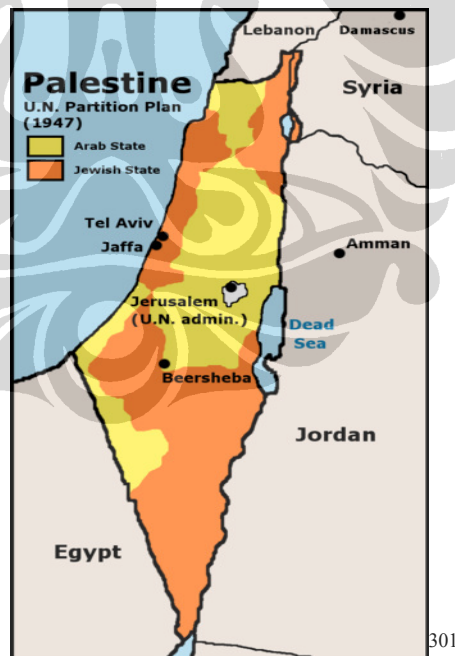 Lebanon
Damascus
Palestine
U.N. Partition Plan
(1947)
Syria
Arab State
Jewish State
Tel Aviv
Jaffa
Amman
Jerusalem
(U.N. admin.)
Dead
Sea
Beersheba
Jordan
Egypt
301